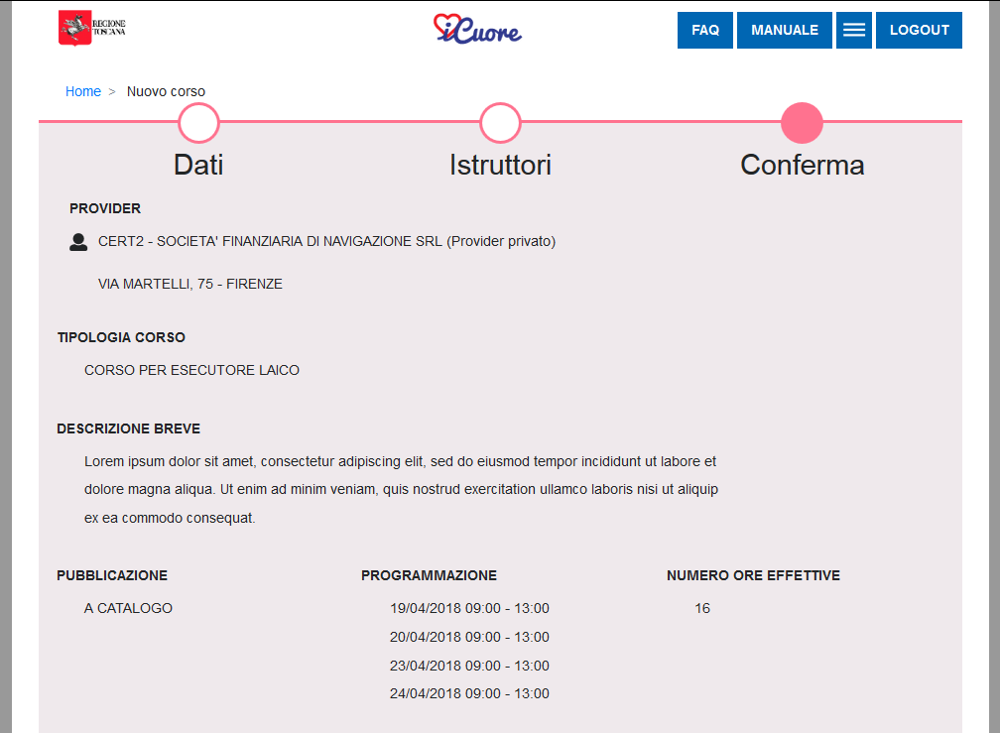 REGIONE
TOSCANA
iCuore
FAQ
MANUALE
LOGOUT
Home > Nuovo corso
Dati
Istruttori
Conferma
PROVIDER
CERT2 - SOCIETA' FINANZIARIA DI NAVIGAZIONE SRL (Provider privato)
VIA MARTELLI, 75 - FIRENZE
TIPOLOGIA CORSO
CORSO PER ESECUTORE LAICO
DESCRIZIONE BREVE
Lorem ipsum dolor sit amet, consectetur adipiscing elit, sed do eiusmod tempor incididunt ut labore et
dolore magna aliqua. Ut enim ad minim veniam, quis nostrud exercitation ullamco laboris nisi ut aliquip
ex ea commodo consequat.
PUBBLICAZIONE
A CATALOGO
PROGRAMMAZIONE
19/04/2018 09:00 - 13:00
20/04/2018 09:00 - 13:00
23/04/2018 09:00 - 13:00
24/04/2018 09:00 - 13:00
NUMERO ORE EFFETTIVE
16